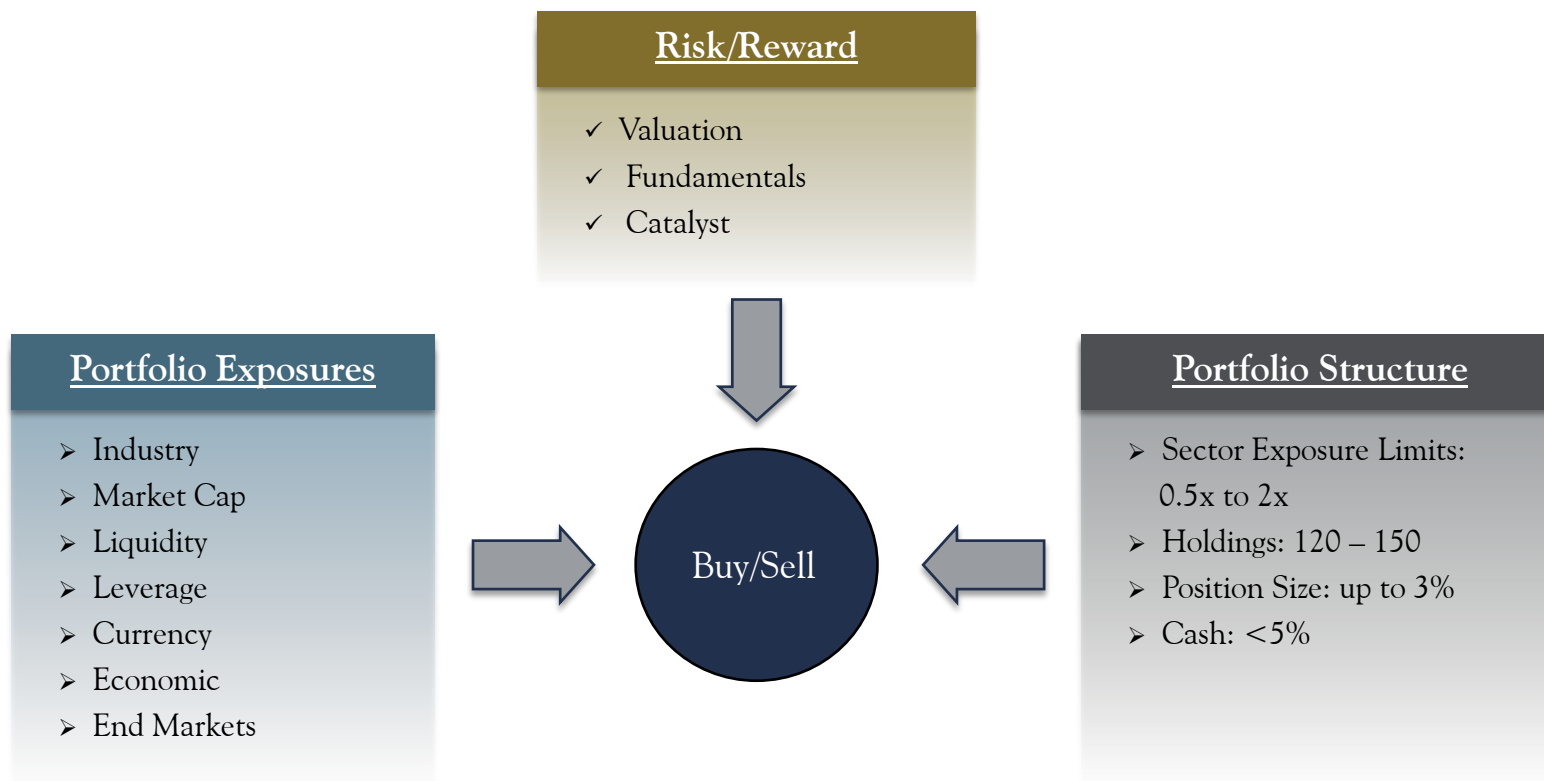 Risk/Reward
✓ Valuation
✓ Fundamentals
✓ Catalyst
Portfolio Exposures
➢ Industry
➢ Market Cap
➢ Liquidity
➢ Leverage
➢ Currency
➢ Economic
➢ End Markets
Buy/Sell
Portfolio Structure
➢ Sector Exposure Limits:
0.5x to 2x
➢ Holdings: 120 – 150
➢ Position Size: up to 3%
➢ Cash: <5%